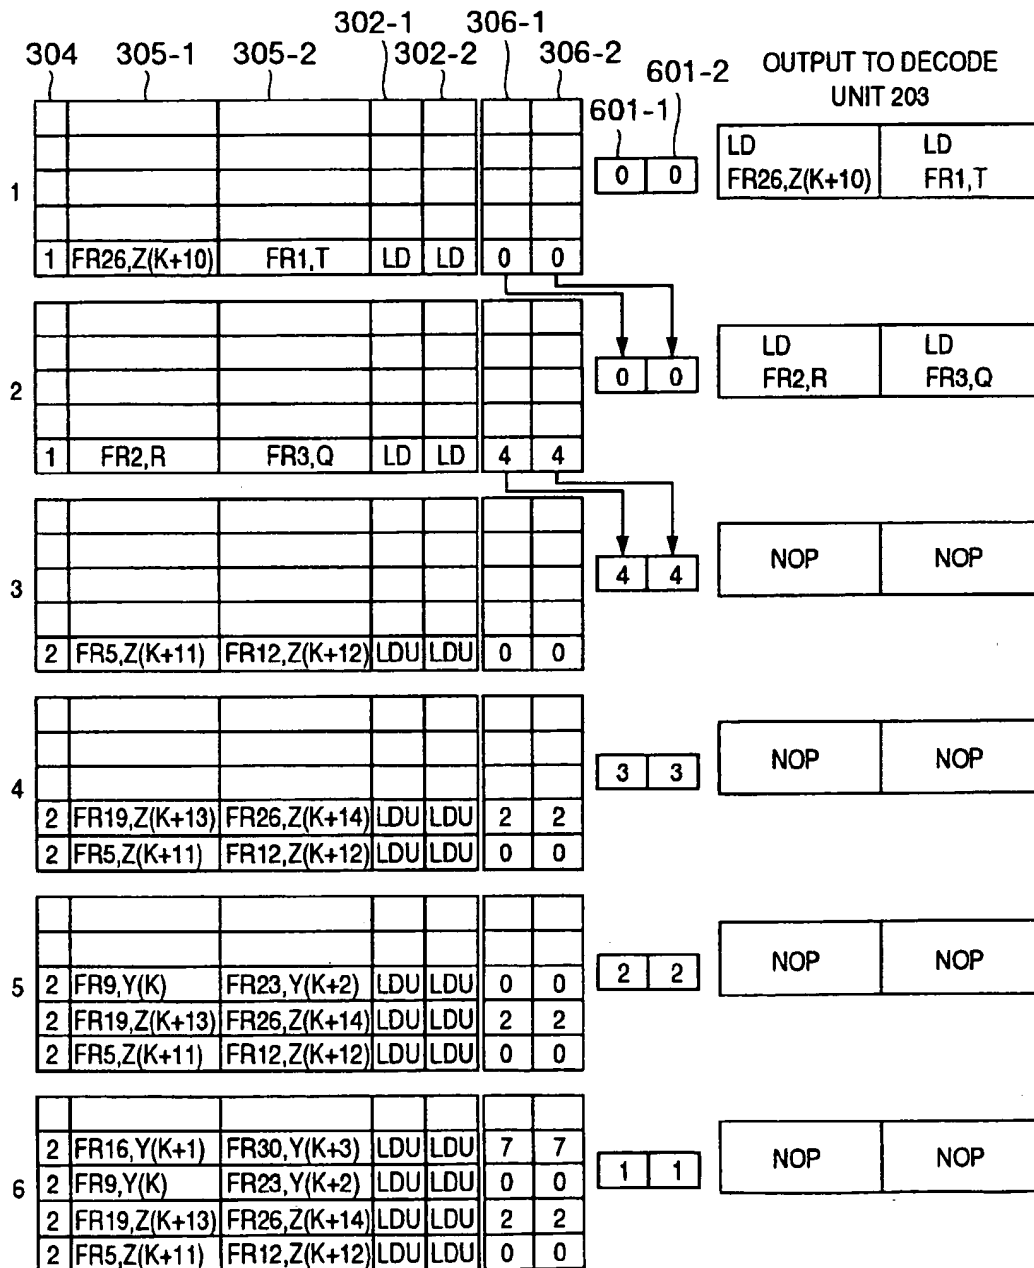 302-1 306-1
304 305-1 305-2 302-2 306-2
601-2 OUTPUT TO DECODE
601-1 UNIT 203
1
0 0
LD LD
FR26,Z(K+10) FR1,T
1 FR26,Z(K+10) FR1,T LD LD 0 0
2
0 0
LD LD
FR2,R FR3,Q
1 FR2,R FR3,Q LD LD 4 4
3
4 4
NOP NOP
2 FR5,Z(K+11) FR12,Z(K+12) LDU LDU 0 0
4
3 3
NOP NOP
2 FR19,Z(K+13) FR26,Z(K+14) LDU LDU 2 2
2 FR5,Z(K+11) FR12,Z(K+12) LDU LDU 0 0
5
2 2
NOP NOP
2 FR9,Y(K) FR23,Y(K+2) LDU LDU 0 0
2 FR19,Z(K+13) FR26,Z(K+14) LDU LDU 2 2
2 FR5,Z(K+11) FR12,Z(K+12) LDU LDU 0 0
6
1 1
NOP NOP
2 FR16,Y(K+1) FR30,Y(K+3) LDU LDU 7 7
2 FR9,Y(K) FR23,Y(K+2) LDU LDU 0 0
2 FR19,Z(K+13) FR26,Z(K+14) LDU LDU 2 2
2 FR5,Z(K+11) FR12,Z(K+12) LDU LDU 0 0